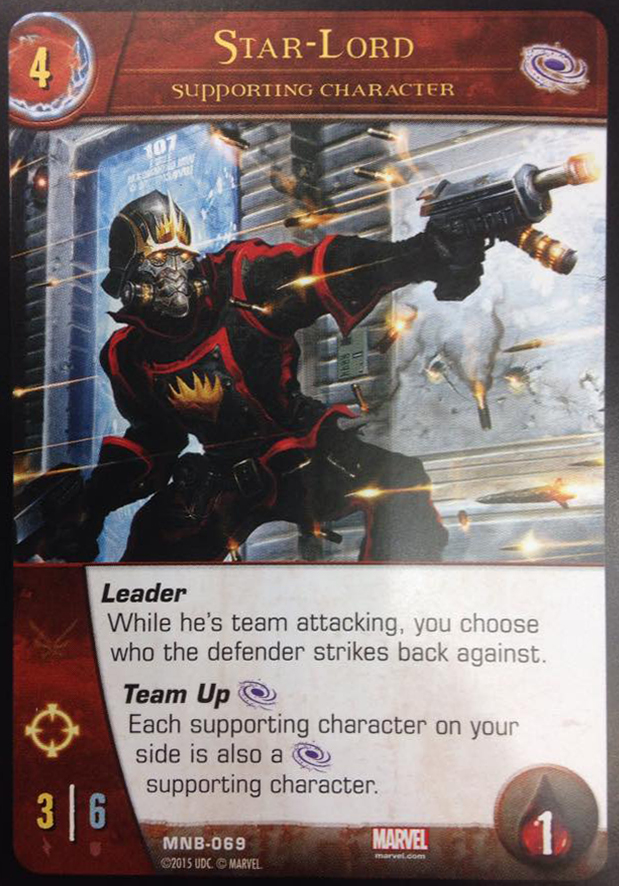 4
STAR-LORD
SUPPORTING CHARACTER
107
Leader
While he's team attacking, you choose
who the defender strikes back against.
Team Up
Each supporting character on your
side is also a
supporting character.
3 | 6
1
MNB-069
©2015 UDC. © MARVEL.
MARVEL
marvel.com